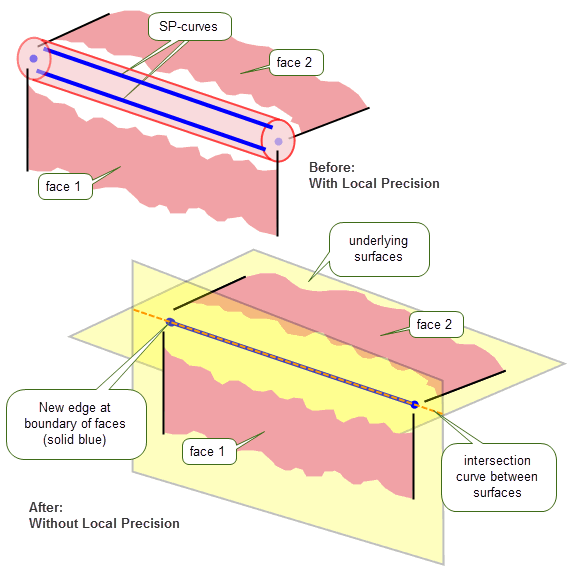 SP-curves
face 2
face 1
Before:
With Local Precision
underlying
surfaces
face 2
New edge at
boundary of faces
(solid blue)
face 1
intersection
curve between
surfaces
After:
Without Local Precision